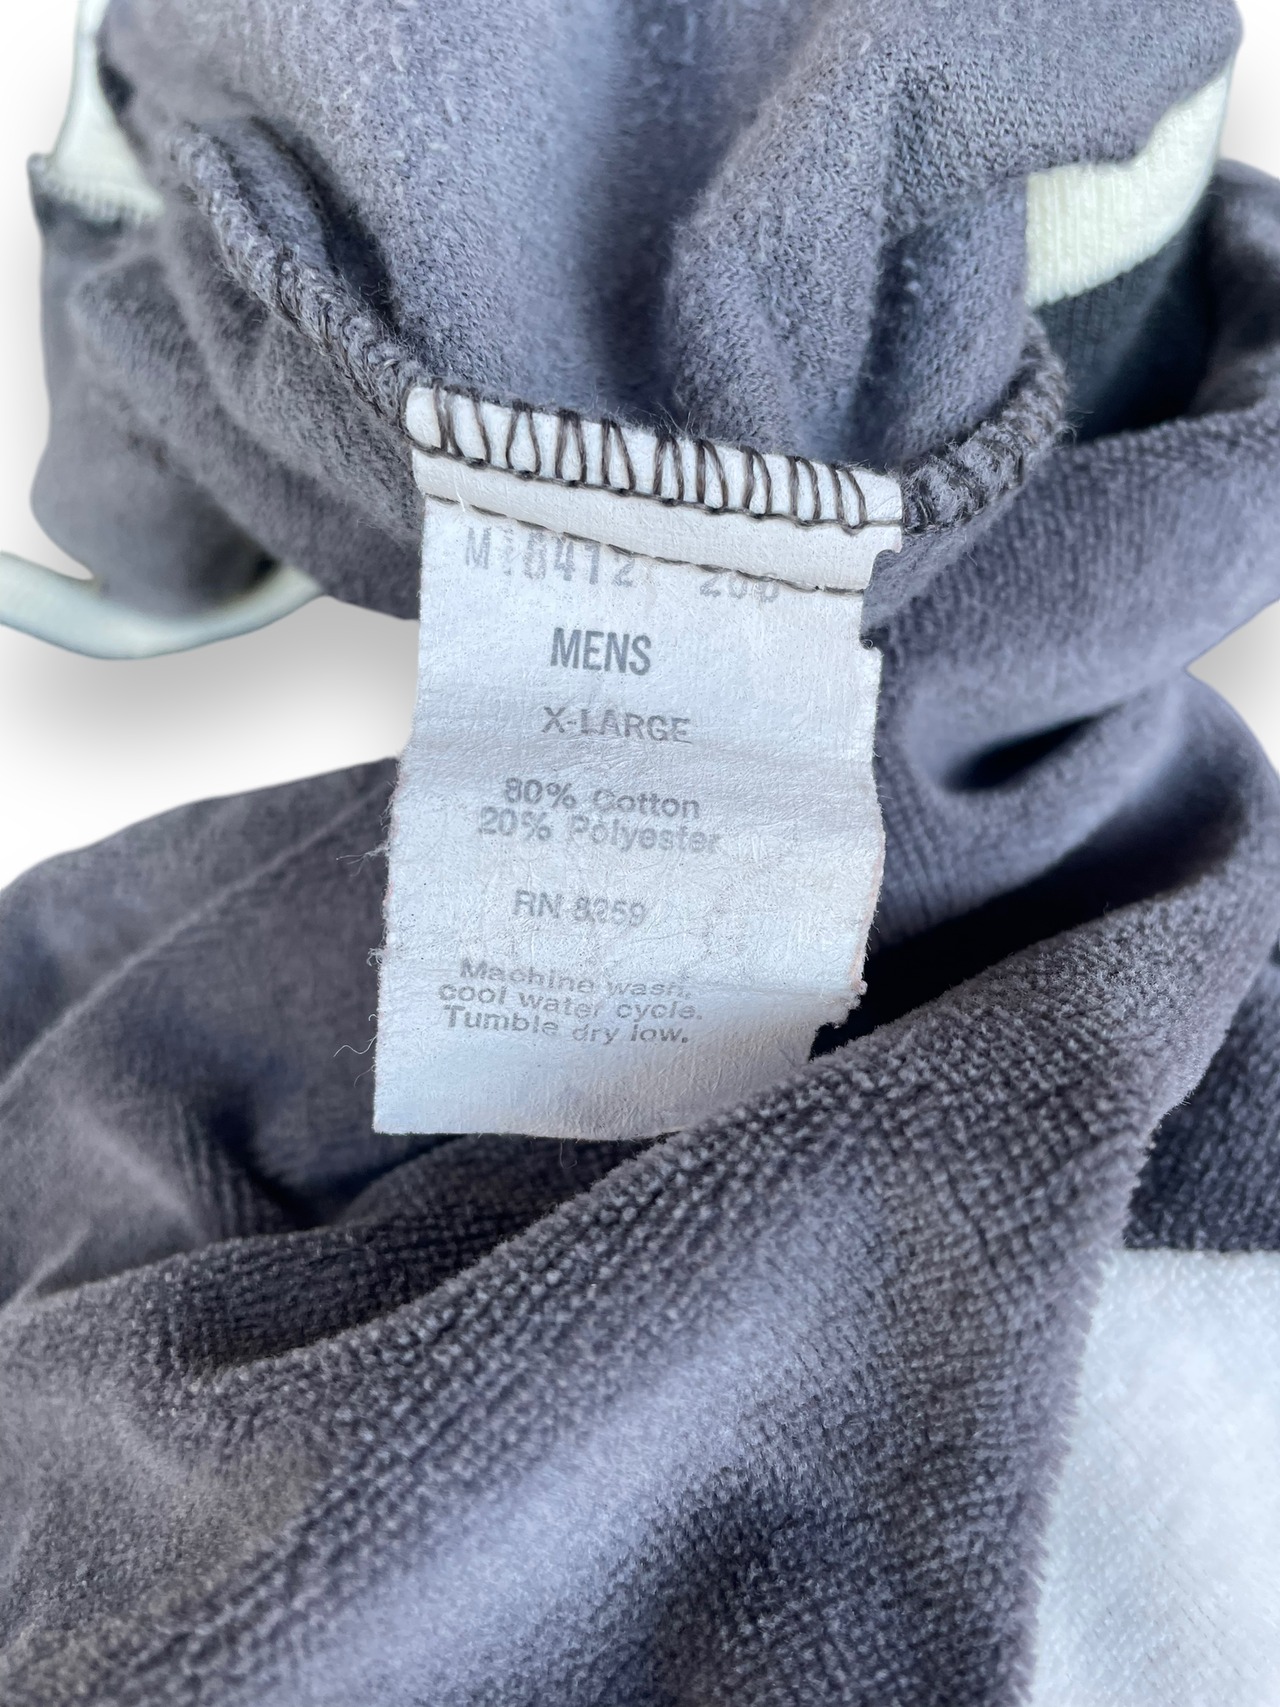 MENS
X-LARGE
80% Cotton
20% Polyester
RN 8259
Machine wash,
cool water cycle.
Tumble dry low.